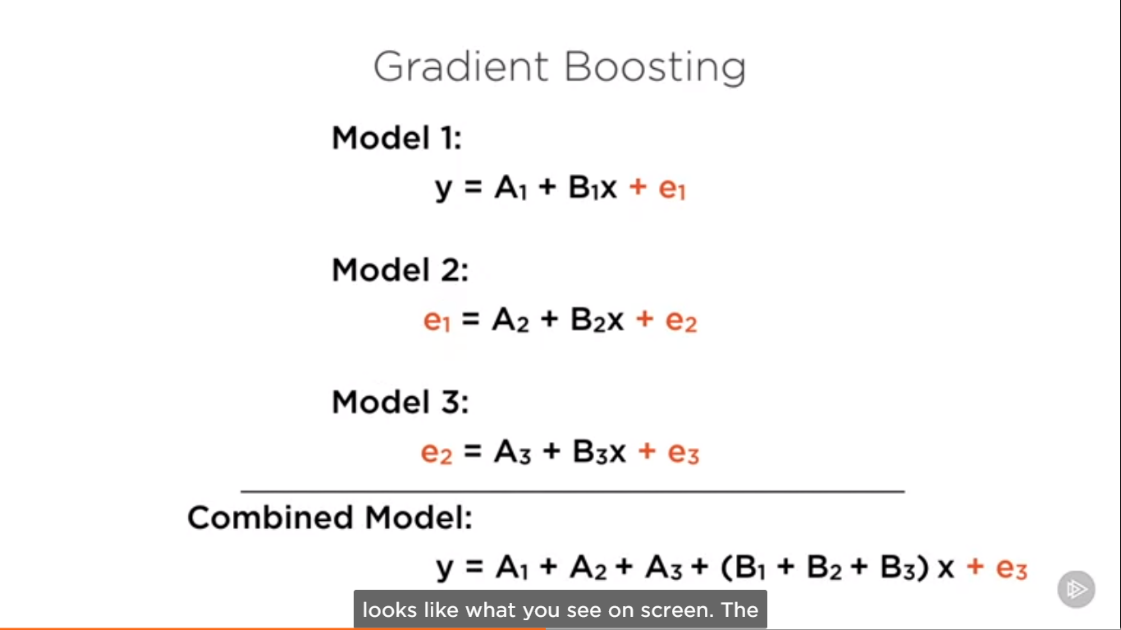 Gradient Boosting
Model 1:
y = A₁ + B₁x + e₁
Model 2:
e₁ = A₂ + B₂x + e₂
Model 3:
e₂ = A₃ + B₃x + e₃
Combined Model:
y = A₁ + A₂ + A₃ + (B₁ + B₂ + B₃) x + e₃
looks like what you see on screen. The